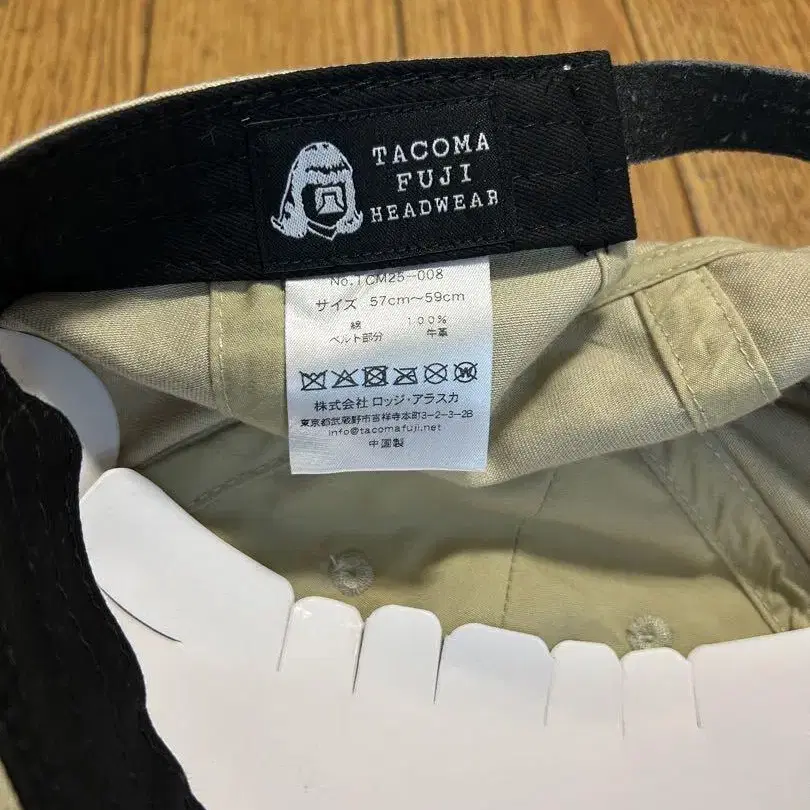 TACOMA
FUJI
HEADWEAR
No.TCM25-008
サイズ 57cm～59cm
綿 100%
ベルト部分 牛革
株式会社 ロッジ・アラスカ
東京都武蔵野市吉祥寺本町3-2-3-2B
info@tacomafuji.net
中国製